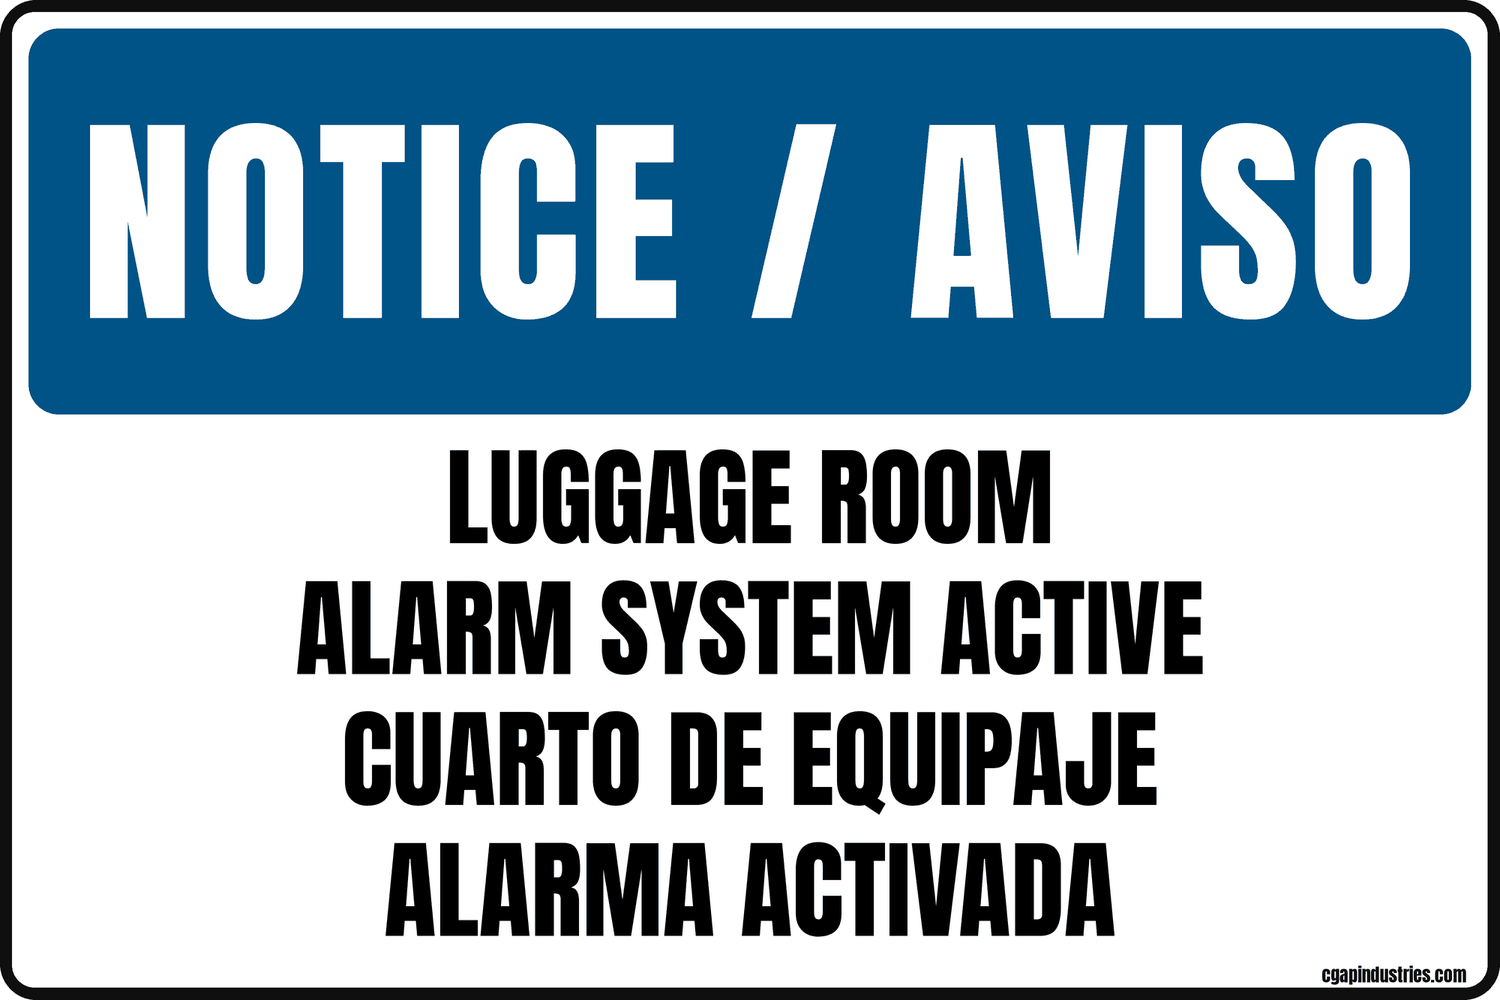 NOTICE / AVISO
LUGGAGE ROOM
ALARM SYSTEM ACTIVE
CUARTO DE EQUIPAJE
ALARMA ACTIVADA
cgapindustries.com